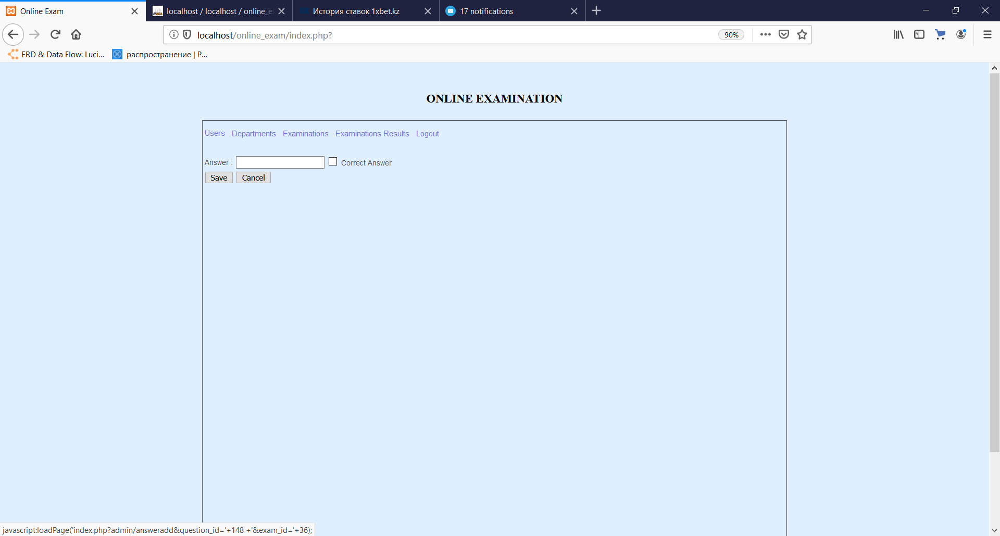 Online Exam
localhost / localhost / online_e
История ставок 1xbet.kz
17 notifications
localhost/online_exam/index.php?
90%
ERD & Data Flow: Luci...
распространение | P...
ONLINE EXAMINATION
Users Departments Examinations Examinations Results Logout
Answer : Correct Answer
Save Cancel
javascript:loadPage('index.php?admin/answeradd&question_id='+148 +'&exam_id='+36);